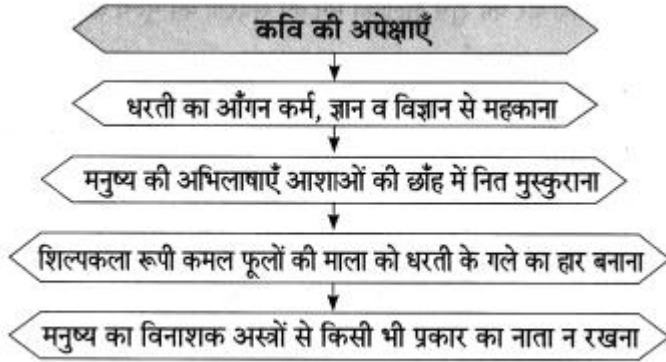 कवि की अपेक्षाएँ
धरती का आँगन कर्म, ज्ञान व विज्ञान से महकाना
मनुष्य की अभिलाषाएँ आशाओं की छाँह में नित मुस्कुराना
शिल्पकला रूपी कमल फूलों की माला को धरती के गले का हार बनाना
मनुष्य का विनाशक अस्त्रों से किसी भी प्रकार का नाता न रखना